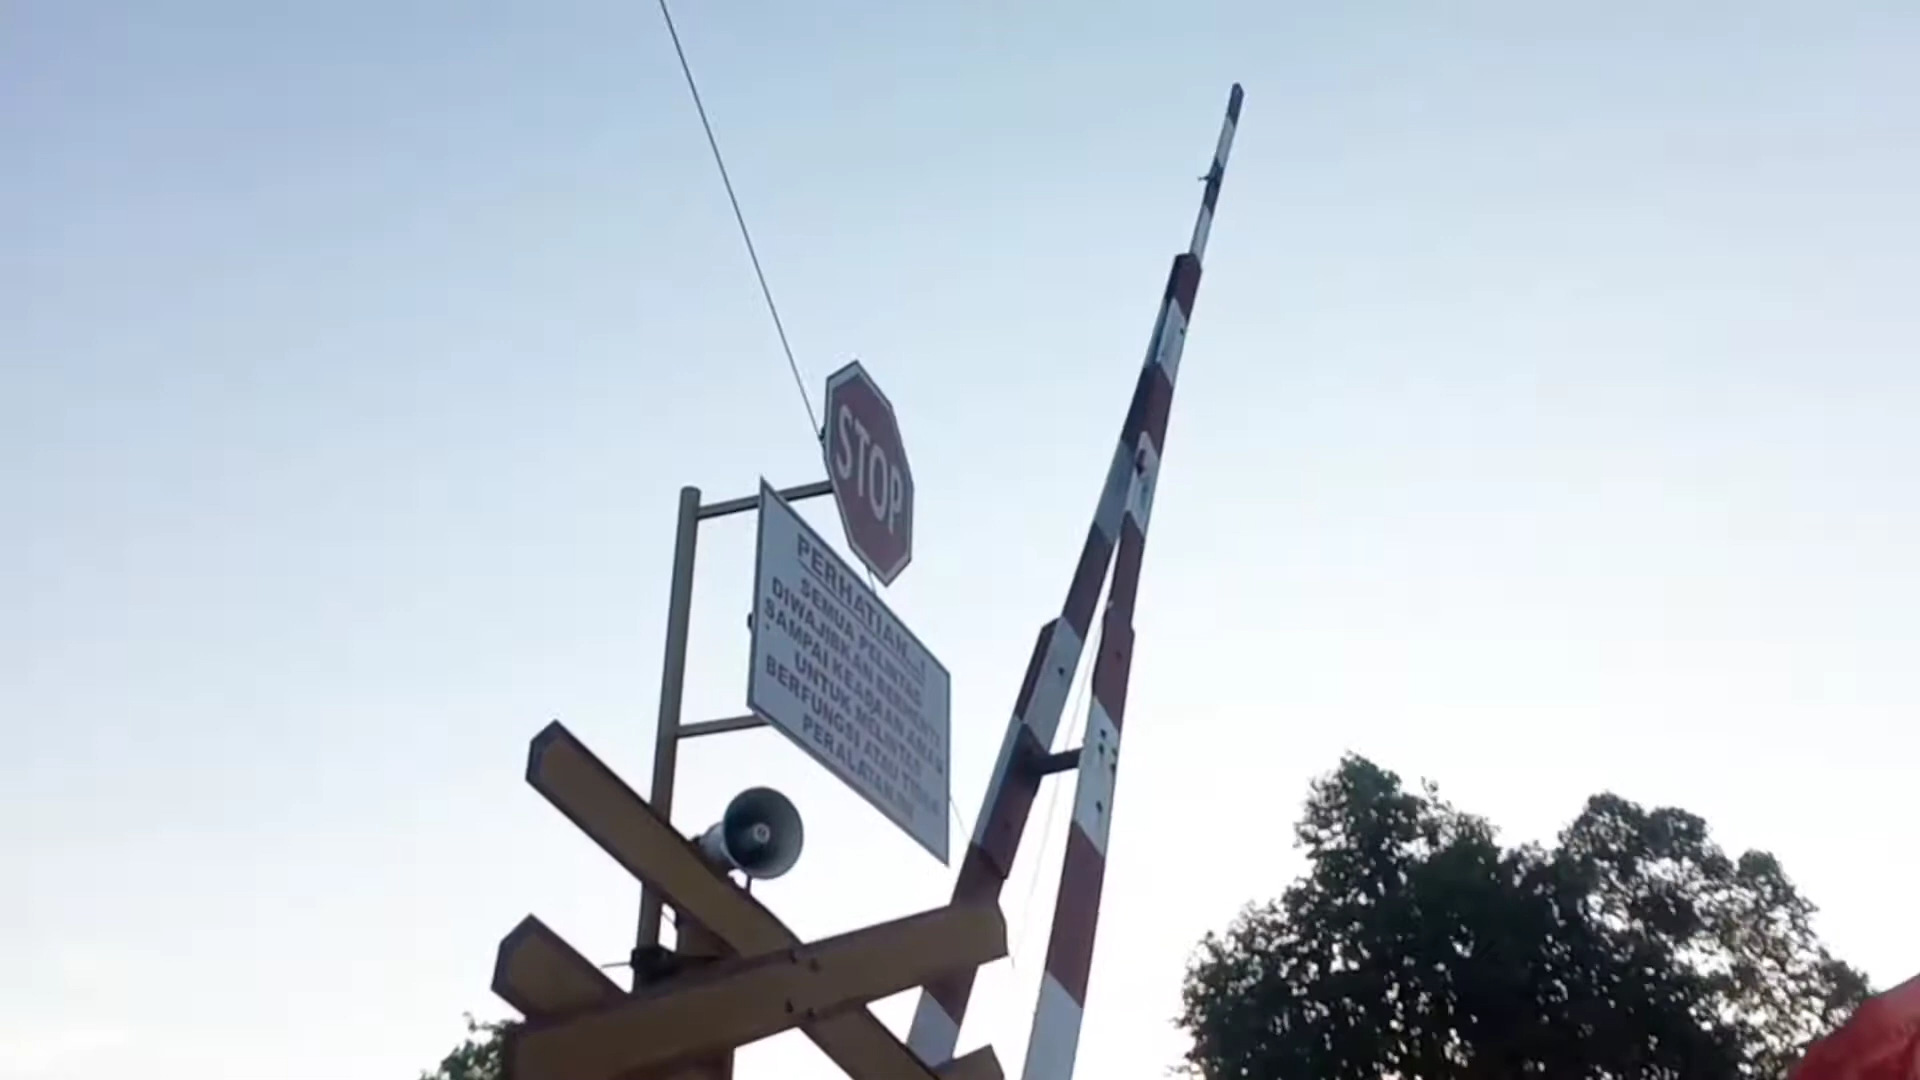 STOP
PERHATIAN...!
SEMUA PELINTAS
DIWAJIBKAN BERHENTI
SAMPAI KEADAAN AMAN
UNTUK MELINTAS
BERFUNGSI ATAU TIDAK
PERALATAN INI